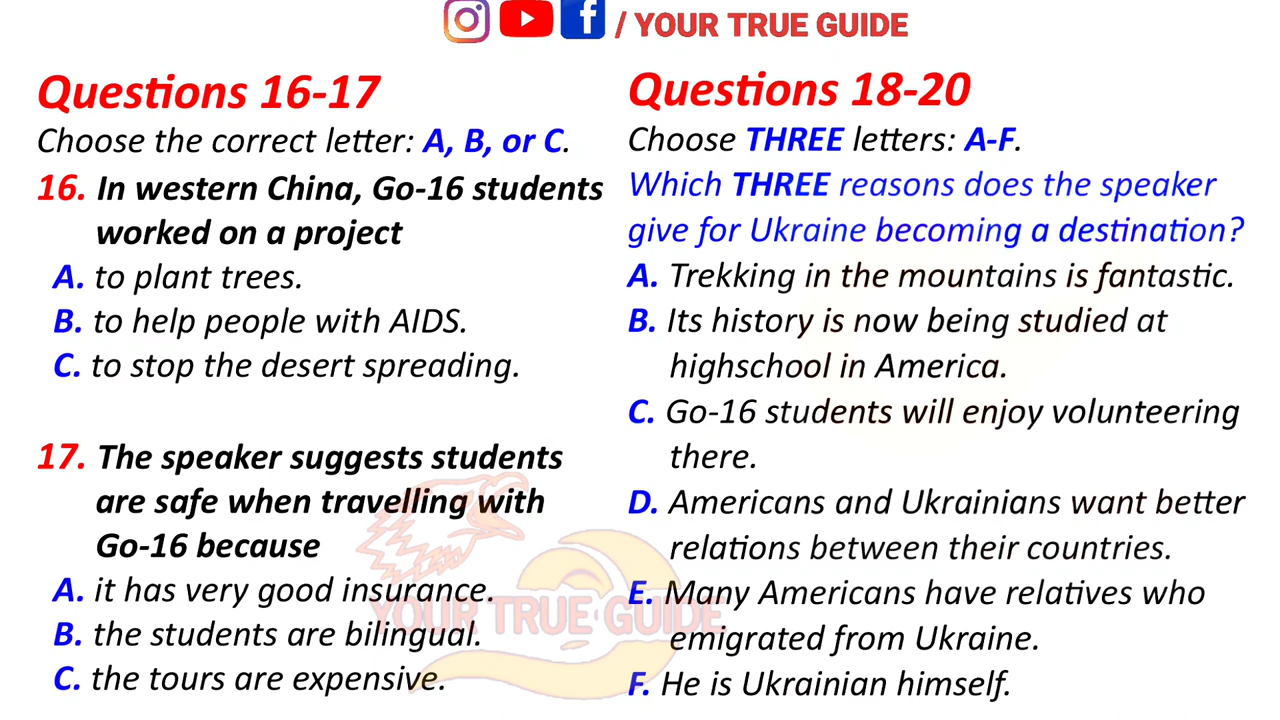 / YOUR TRUE GUIDE
Questions 16-17
Choose the correct letter: A, B, or C.
16. In western China, Go-16 students
worked on a project
A. to plant trees.
B. to help people with AIDS.
C. to stop the desert spreading.
17. The speaker suggests students
are safe when travelling with
Go-16 because
A. it has very good insurance.
B. the students are bilingual.
C. the tours are expensive.
YOUR TRUE GUIDE
Questions 18-20
Choose THREE letters: A-F.
Which THREE reasons does the speaker
give for Ukraine becoming a destination?
A. Trekking in the mountains is fantastic.
B. Its history is now being studied at
highschool in America.
C. Go-16 students will enjoy volunteering
there.
D. Americans and Ukrainians want better
relations between their countries.
E. Many Americans have relatives who
emigrated from Ukraine.
F. He is Ukrainian himself.